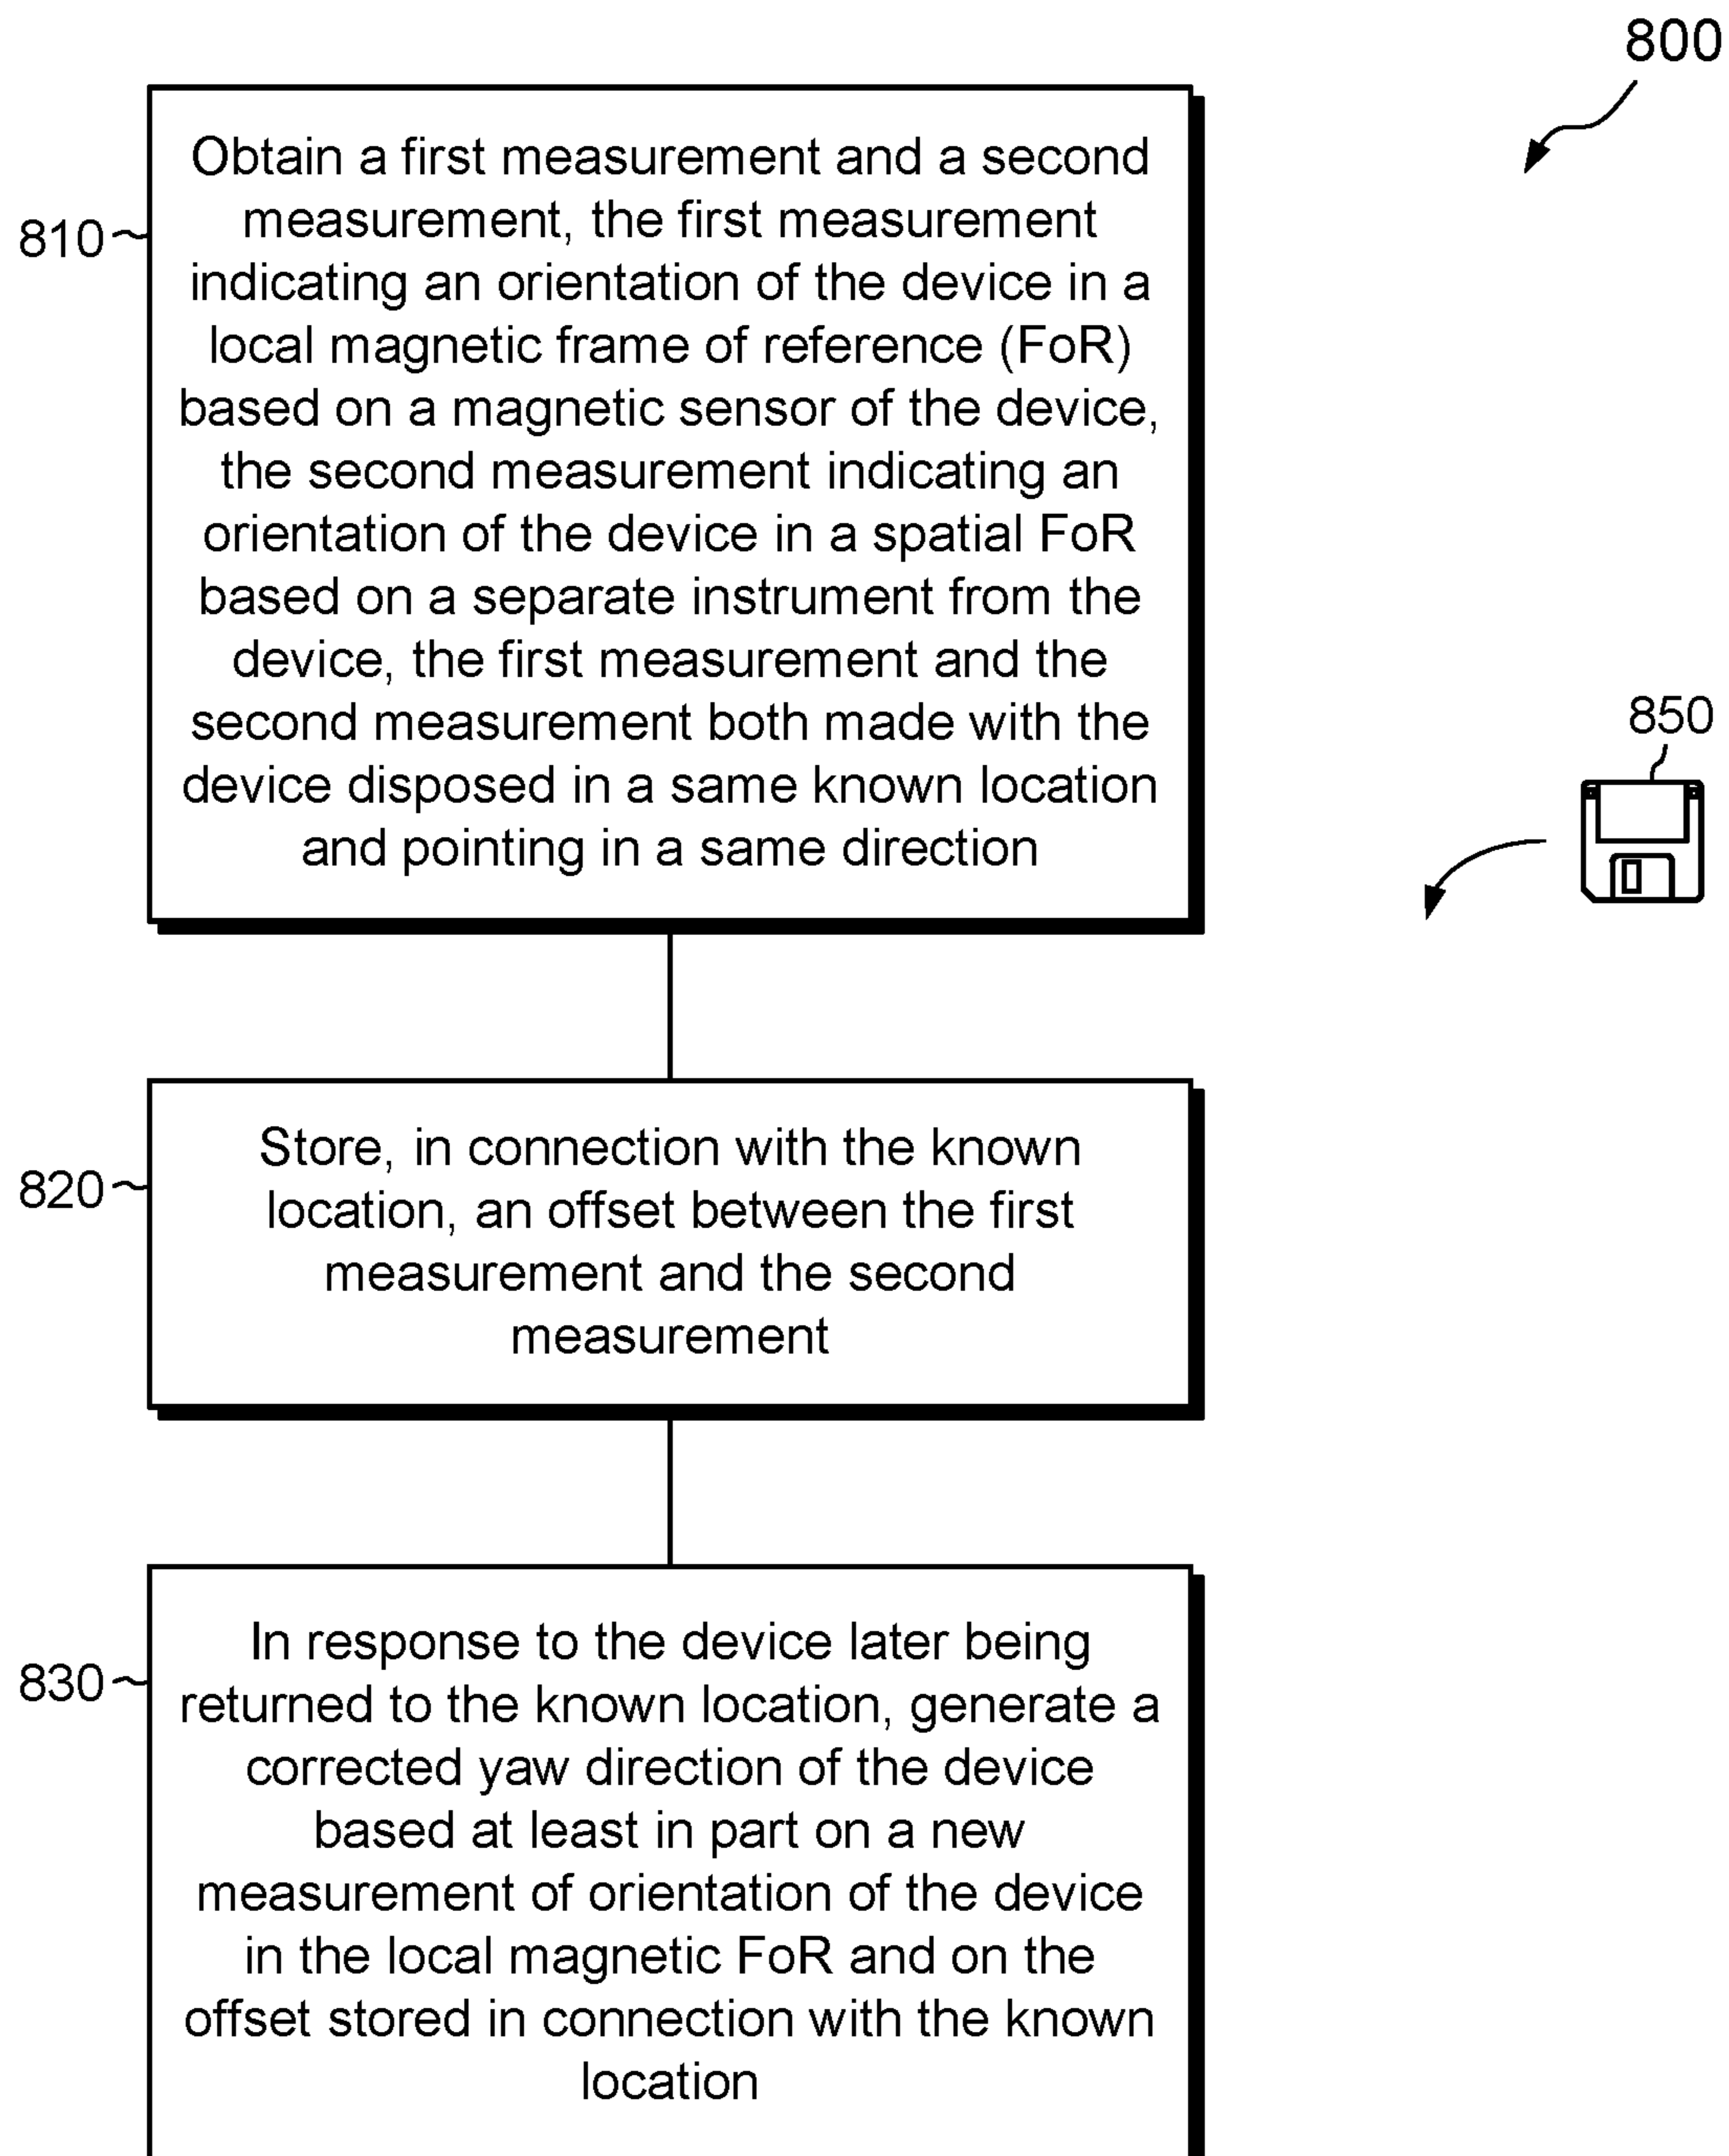 800
810
Obtain a first measurement and a second
measurement, the first measurement
indicating an orientation of the device in a
local magnetic frame of reference (FoR)
based on a magnetic sensor of the device,
the second measurement indicating an
orientation of the device in a spatial FoR
based on a separate instrument from the
device, the first measurement and the
second measurement both made with the
device disposed in a same known location
and pointing in a same direction
850
820
Store, in connection with the known
location, an offset between the first
measurement and the second
measurement
830
In response to the device later being
returned to the known location, generate a
corrected yaw direction of the device
based at least in part on a new
measurement of orientation of the device
in the local magnetic FoR and on the
offset stored in connection with the known
location